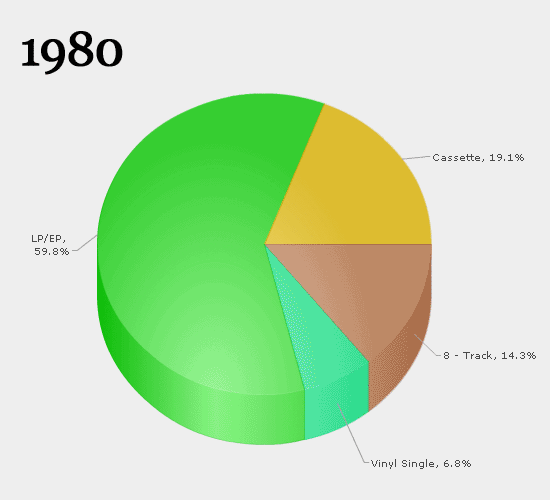 1980
Cassette, 19.1%
LP/EP,
59.8%
8 - Track, 14.3%
Vinyl Single, 6.8%